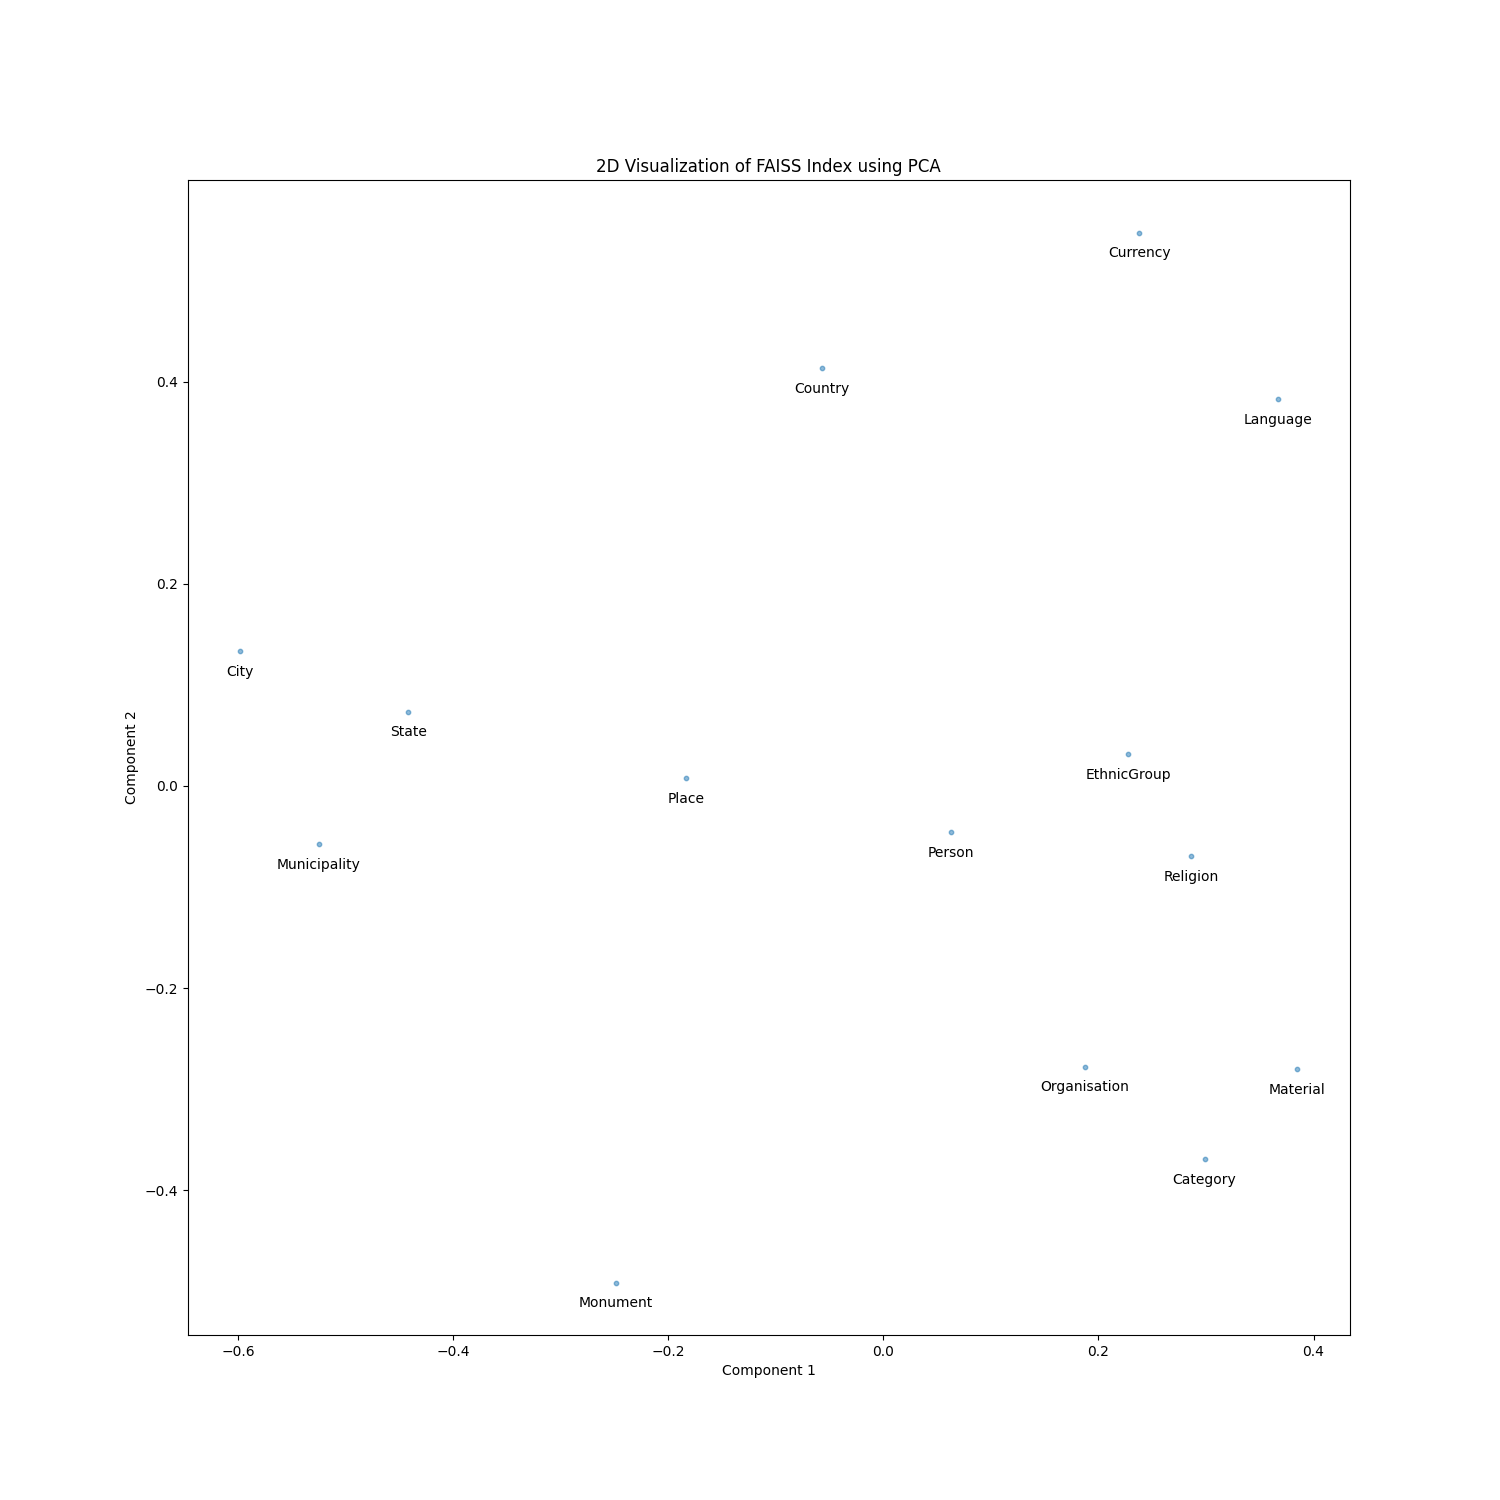 2D Visualization of FAISS Index using PCA
Currency
Country
Language
City
State
EthnicGroup
Place
Person
Municipality
Religion
Organisation
Material
Category
Monument
0.4
0.2
0.0
−0.2
−0.4
Component 2
−0.6 −0.4 −0.2 0.0 0.2 0.4
Component 1